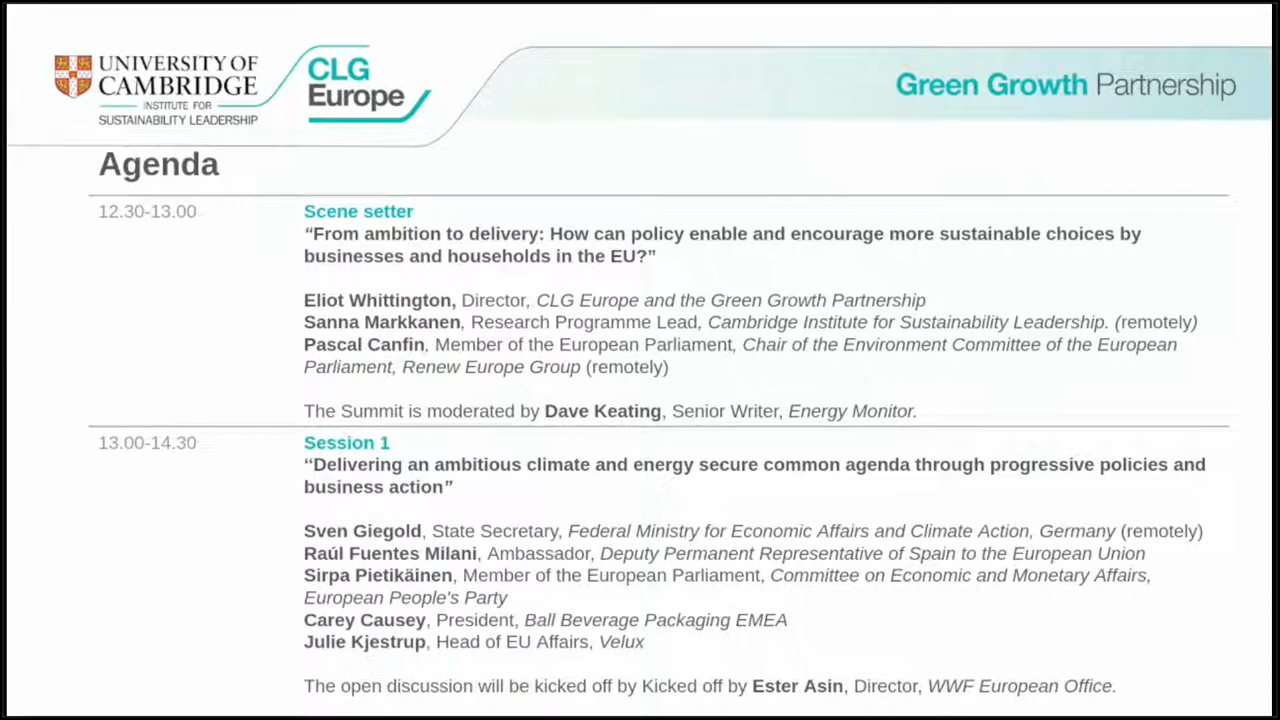 UNIVERSITY OF
CAMBRIDGE
INSTITUTE FOR
SUSTAINABILITY LEADERSHIP
CLG
Europe
Green Growth Partnership
Agenda
12.30-13.00
Scene setter
“From ambition to delivery: How can policy enable and encourage more sustainable choices by
businesses and households in the EU?”
Eliot Whittington, Director, CLG Europe and the Green Growth Partnership
Sanna Markkanen, Research Programme Lead, Cambridge Institute for Sustainability Leadership. (remotely)
Pascal Canfin, Member of the European Parliament, Chair of the Environment Committee of the European
Parliament, Renew Europe Group (remotely)
The Summit is moderated by Dave Keating, Senior Writer, Energy Monitor.
13.00-14.30
Session 1
“Delivering an ambitious climate and energy secure common agenda through progressive policies and
business action”
Sven Giegold, State Secretary, Federal Ministry for Economic Affairs and Climate Action, Germany (remotely)
Raúl Fuentes Milani, Ambassador, Deputy Permanent Representative of Spain to the European Union
Sirpa Pietikäinen, Member of the European Parliament, Committee on Economic and Monetary Affairs,
European People's Party
Carey Causey, President, Ball Beverage Packaging EMEA
Julie Kjestrup, Head of EU Affairs, Velux
The open discussion will be kicked off by Kicked off by Ester Asin, Director, WWF European Office.